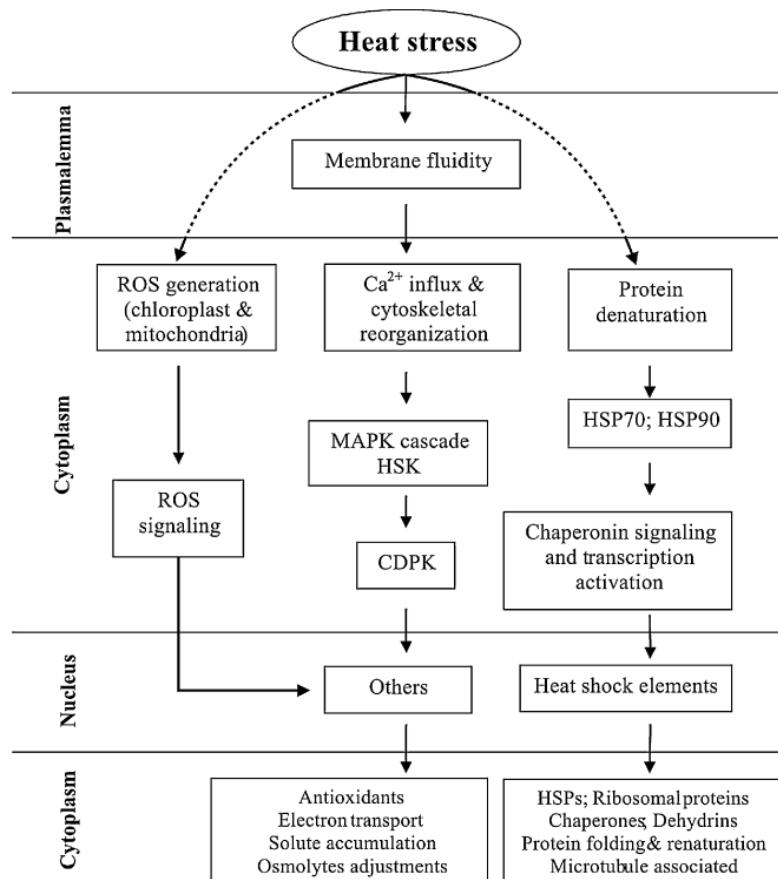 Heat stress
Plasmalemma
Membrane fluidity
Cytoplasm
ROS generation
(chloroplast &
mitochondria)
Ca²⁺ influx &
cytoskeletal
reorganization
Protein
denaturation
MAPK cascade
HSK
HSP70; HSP90
ROS
signaling
CDPK
Chaperonin signaling
and transcription
activation
Nucleus
Others
Heat shock elements
Cytoplasm
Antioxidants
Electron transport
Solute accumulation
Osmolytes adjustments
HSPs; Ribosomal proteins
Chaperones; Dehydrins
Protein folding & renaturation
Microtubule associated